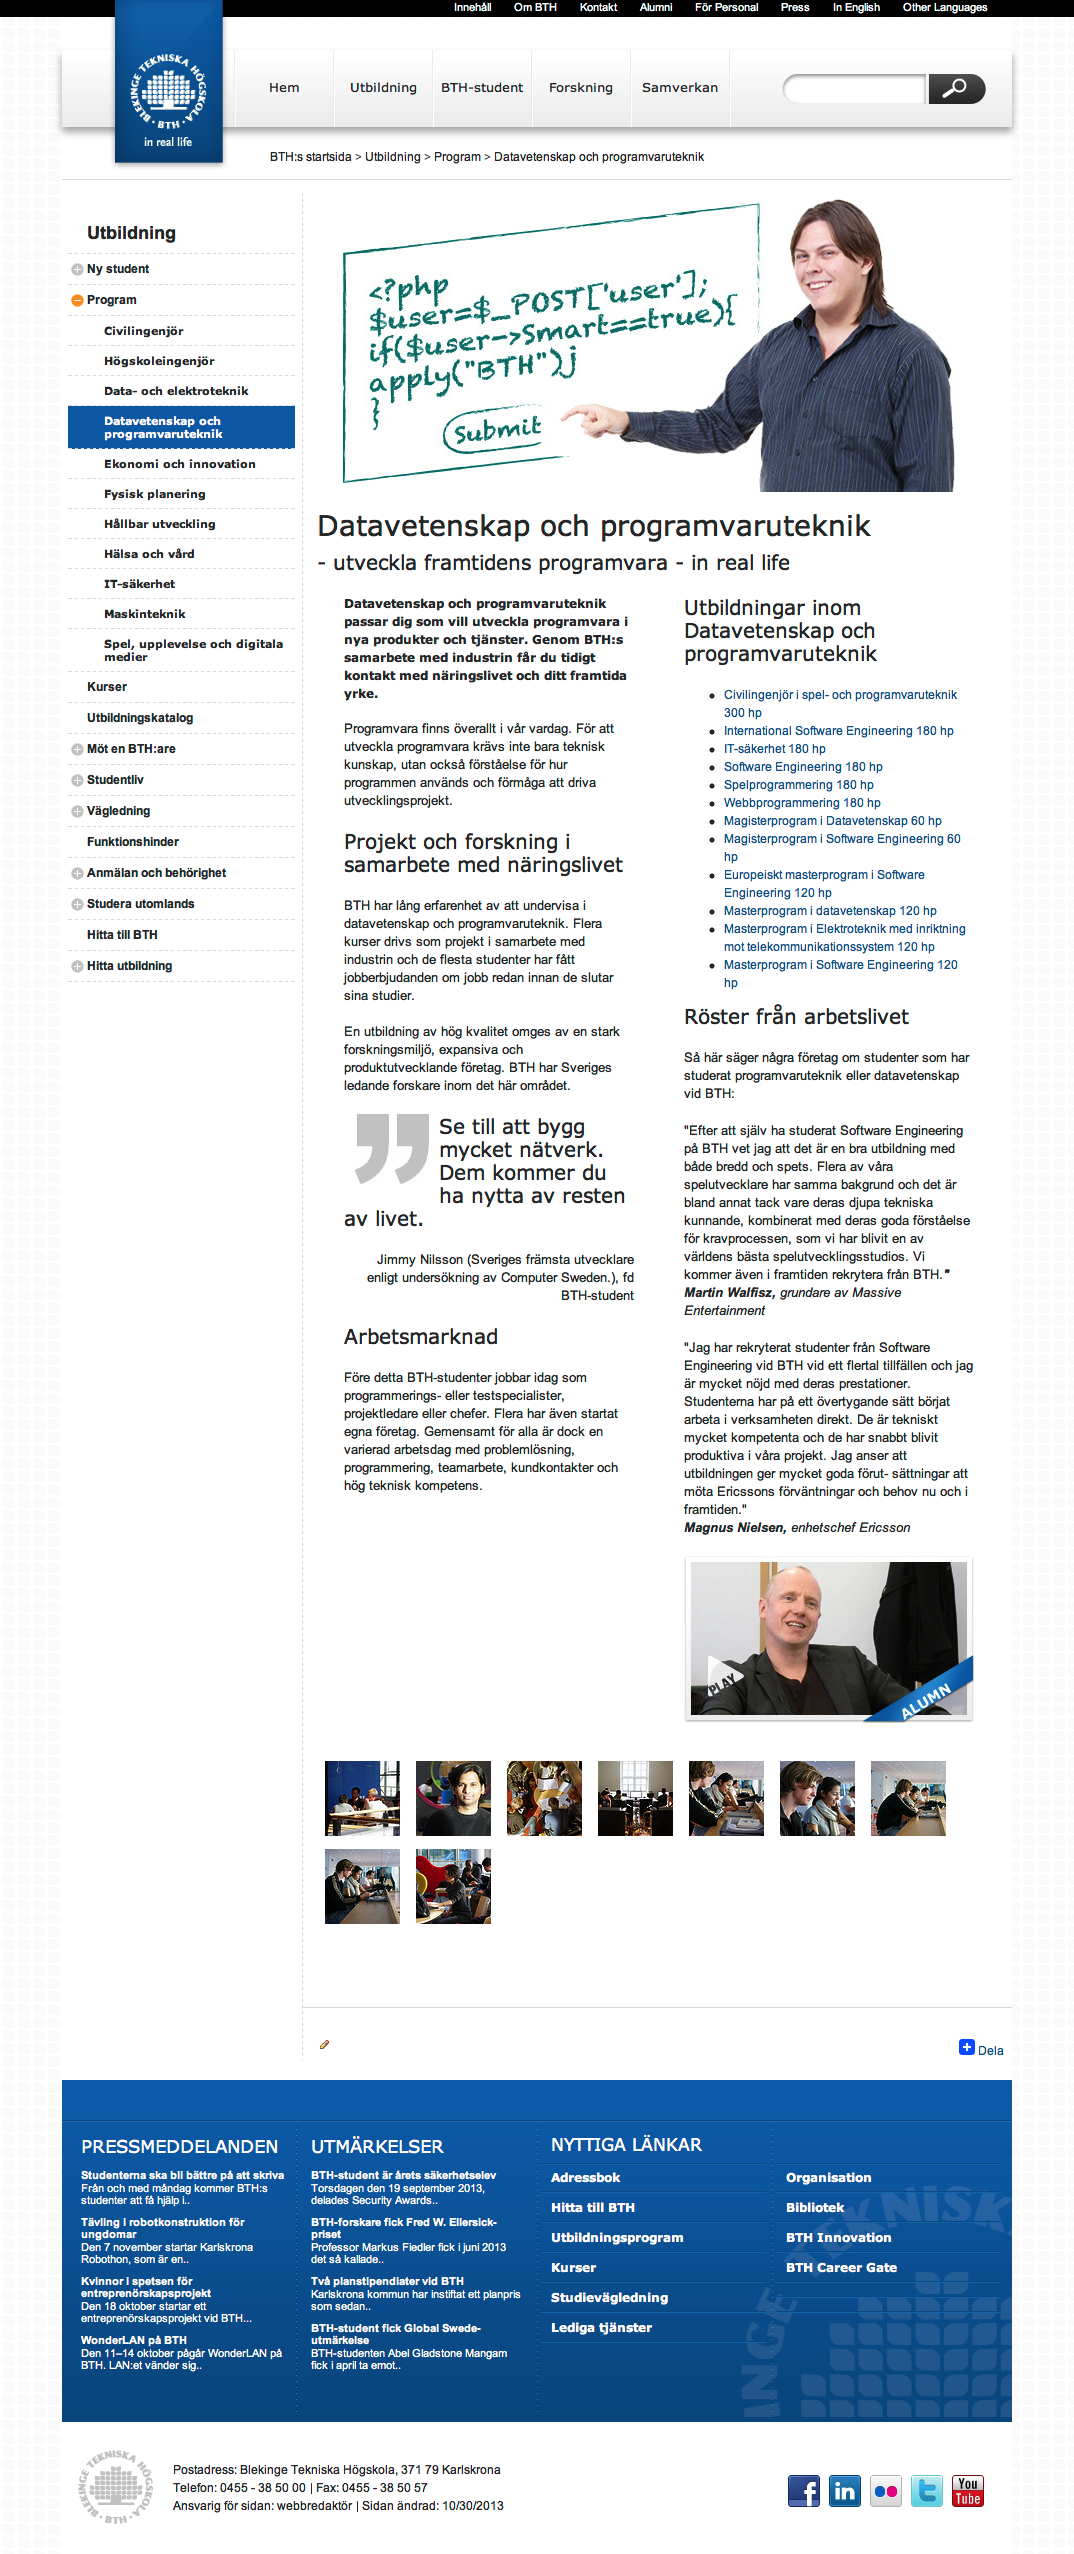 Innehåll Om BTH Kontakt Alumni För Personal Press In English Other Languages
BLEKINGE TEKNISKA HÖGSKOLA · BTH ·
in real life
Hem Utbildning BTH-student Forskning Samverkan
BTH:s startsida > Utbildning > Program > Datavetenskap och programvaruteknik
Utbildning
Ny student
Program
Civilingenjör
Högskoleingenjör
Data- och elektroteknik
Datavetenskap och
programvaruteknik
Ekonomi och innovation
Fysisk planering
Hållbar utveckling
Hälsa och vård
IT-säkerhet
Maskinteknik
Spel, upplevelse och digitala
medier
Kurser
Utbildningskatalog
Möt en BTH:are
Studentliv
Vägledning
Funktionshinder
Anmälan och behörighet
Studera utomlands
Hitta till BTH
Hitta utbildning
<?php
$user=$_POST['user'];
if($user->Smart==true){
apply("BTH")j
}
Submit
Datavetenskap och programvaruteknik
- utveckla framtidens programvara - in real life
Datavetenskap och programvaruteknik
passar dig som vill utveckla programvara i
nya produkter och tjänster. Genom BTH:s
samarbete med industrin får du tidigt
kontakt med näringslivet och ditt framtida
yrke.
Programvara finns överallt i vår vardag. För att
utveckla programvara krävs inte bara teknisk
kunskap, utan också förståelse för hur
programmen används och förmåga att driva
utvecklingsprojekt.
Projekt och forskning i
samarbete med näringslivet
BTH har lång erfarenhet av att undervisa i
datavetenskap och programvaruteknik. Flera
kurser drivs som projekt i samarbete med
industrin och de flesta studenter har fått
jobberbjudanden om jobb redan innan de slutar
sina studier.
En utbildning av hög kvalitet omges av en stark
forskningsmiljö, expansiva och
produktutvecklande företag. BTH har Sveriges
ledande forskare inom det här området.
” Se till att bygg
mycket nätverk.
Dem kommer du
ha nytta av resten
av livet.
Jimmy Nilsson (Sveriges främsta utvecklare
enligt undersökning av Computer Sweden.), fd
BTH-student
Arbetsmarknad
Före detta BTH-studenter jobbar idag som
programmerings- eller testspecialister,
projektledare eller chefer. Flera har även startat
egna företag. Gemensamt för alla är dock en
varierad arbetsdag med problemlösning,
programmering, teamarbete, kundkontakter och
hög teknisk kompetens.
Utbildningar inom
Datavetenskap och
programvaruteknik
Civilingenjör i spel- och programvaruteknik
300 hp
International Software Engineering 180 hp
IT-säkerhet 180 hp
Software Engineering 180 hp
Spelprogrammering 180 hp
Webbprogrammering 180 hp
Magisterprogram i Datavetenskap 60 hp
Magisterprogram i Software Engineering 60
hp
Europeiskt masterprogram i Software
Engineering 120 hp
Masterprogram i datavetenskap 120 hp
Masterprogram i Elektroteknik med inriktning
mot telekommunikationssystem 120 hp
Masterprogram i Software Engineering 120
hp
Röster från arbetslivet
Så här säger några företag om studenter som har
studerat programvaruteknik eller datavetenskap
vid BTH:
"Efter att själv ha studerat Software Engineering
på BTH vet jag att det är en bra utbildning med
både bredd och spets. Flera av våra
spelutvecklare har samma bakgrund och det är
bland annat tack vare deras djupa tekniska
kunnande, kombinerat med deras goda förståelse
för kravprocessen, som vi har blivit en av
världens bästa spelutvecklingsstudios. Vi
kommer även i framtiden rekrytera från BTH."
Martin Walfisz, grundare av Massive
Entertainment
"Jag har rekryterat studenter från Software
Engineering vid BTH vid ett flertal tillfällen och jag
är mycket nöjd med deras prestationer.
Studenterna har på ett övertygande sätt börjat
arbeta i verksamheten direkt. De är tekniskt
mycket kompetenta och de har snabbt blivit
produktiva i våra projekt. Jag anser att
utbildningen ger mycket goda förut- sättningar att
möta Ericssons förväntningar och behov nu och i
framtiden."
Magnus Nielsen, enhetschef Ericsson
PLAY
ALUMN
Dela
PRESSMEDDELANDEN
Studenterna ska bli bättre på att skriva
Från och med måndag kommer BTH:s
studenter att få hjälp i..
Tävling i robotkonstruktion för
ungdomar
Den 7 november startar Karlskrona
Robothon, som är en..
Kvinnor i spetsen för
entreprenörskapsprojekt
Den 18 oktober startar ett
entreprenörskapsprojekt vid BTH...
WonderLAN på BTH
Den 11–14 oktober pågår WonderLAN på
BTH. LAN:et vänder sig..
UTMÄRKELSER
BTH-student är årets säkerhetselev
Torsdagen den 19 september 2013,
delades Security Awards..
BTH-forskare fick Fred W. Ellersick-
priset
Professor Markus Fiedler fick i juni 2013
det så kallade..
Två planstipendiater vid BTH
Karlskrona kommun har instiftat ett planpris
som sedan..
BTH-student fick Global Swede-
utmärkelse
BTH-studenten Abel Gladstone Mangam
fick i april ta emot..
NYTTIGA LÄNKAR
Adressbok
Hitta till BTH
Utbildningsprogram
Kurser
Studievägledning
Lediga tjänster
Organisation
Bibliotek
BTH Innovation
BTH Career Gate
INGE TEKNISK
BLEKINGE TEKNISKA HÖGSKOLA · BTH ·
Postadress: Blekinge Tekniska Högskola, 371 79 Karlskrona
Telefon: 0455 - 38 50 00 | Fax: 0455 - 38 50 57
Ansvarig för sidan: webbredaktör | Sidan ändrad: 10/30/2013
f in t You Tube